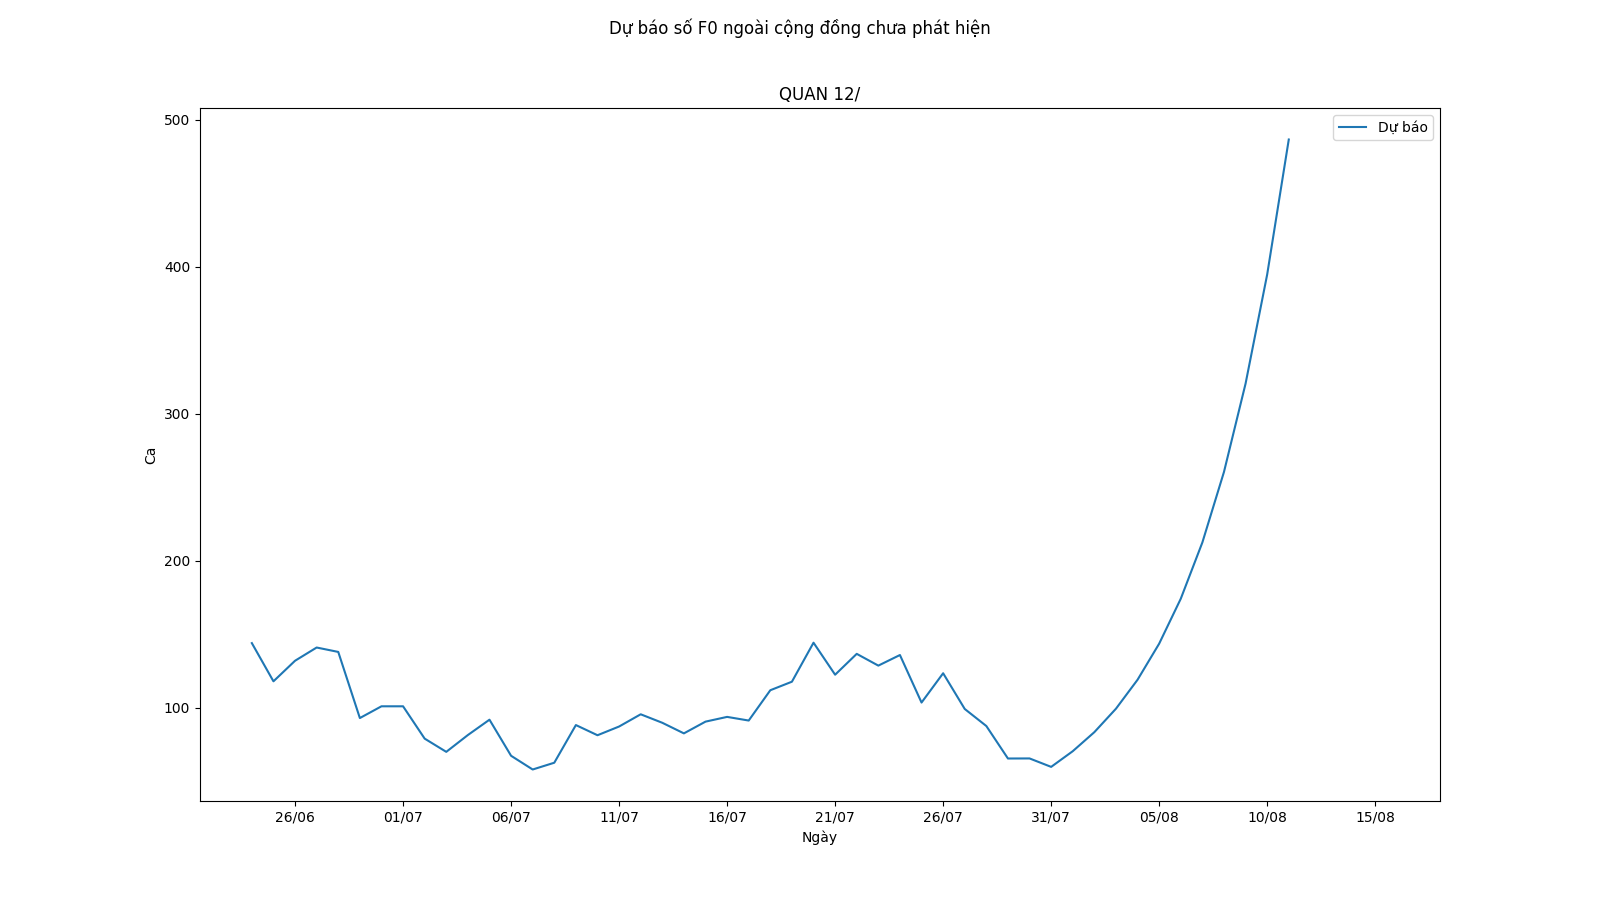 Dự báo số F0 ngoài cộng đồng chưa phát hiện
QUAN 12/
Dự báo
500
400
300
200
100
Ca
26/06 01/07 06/07 11/07 16/07 21/07 26/07 31/07 05/08 10/08 15/08
Ngày